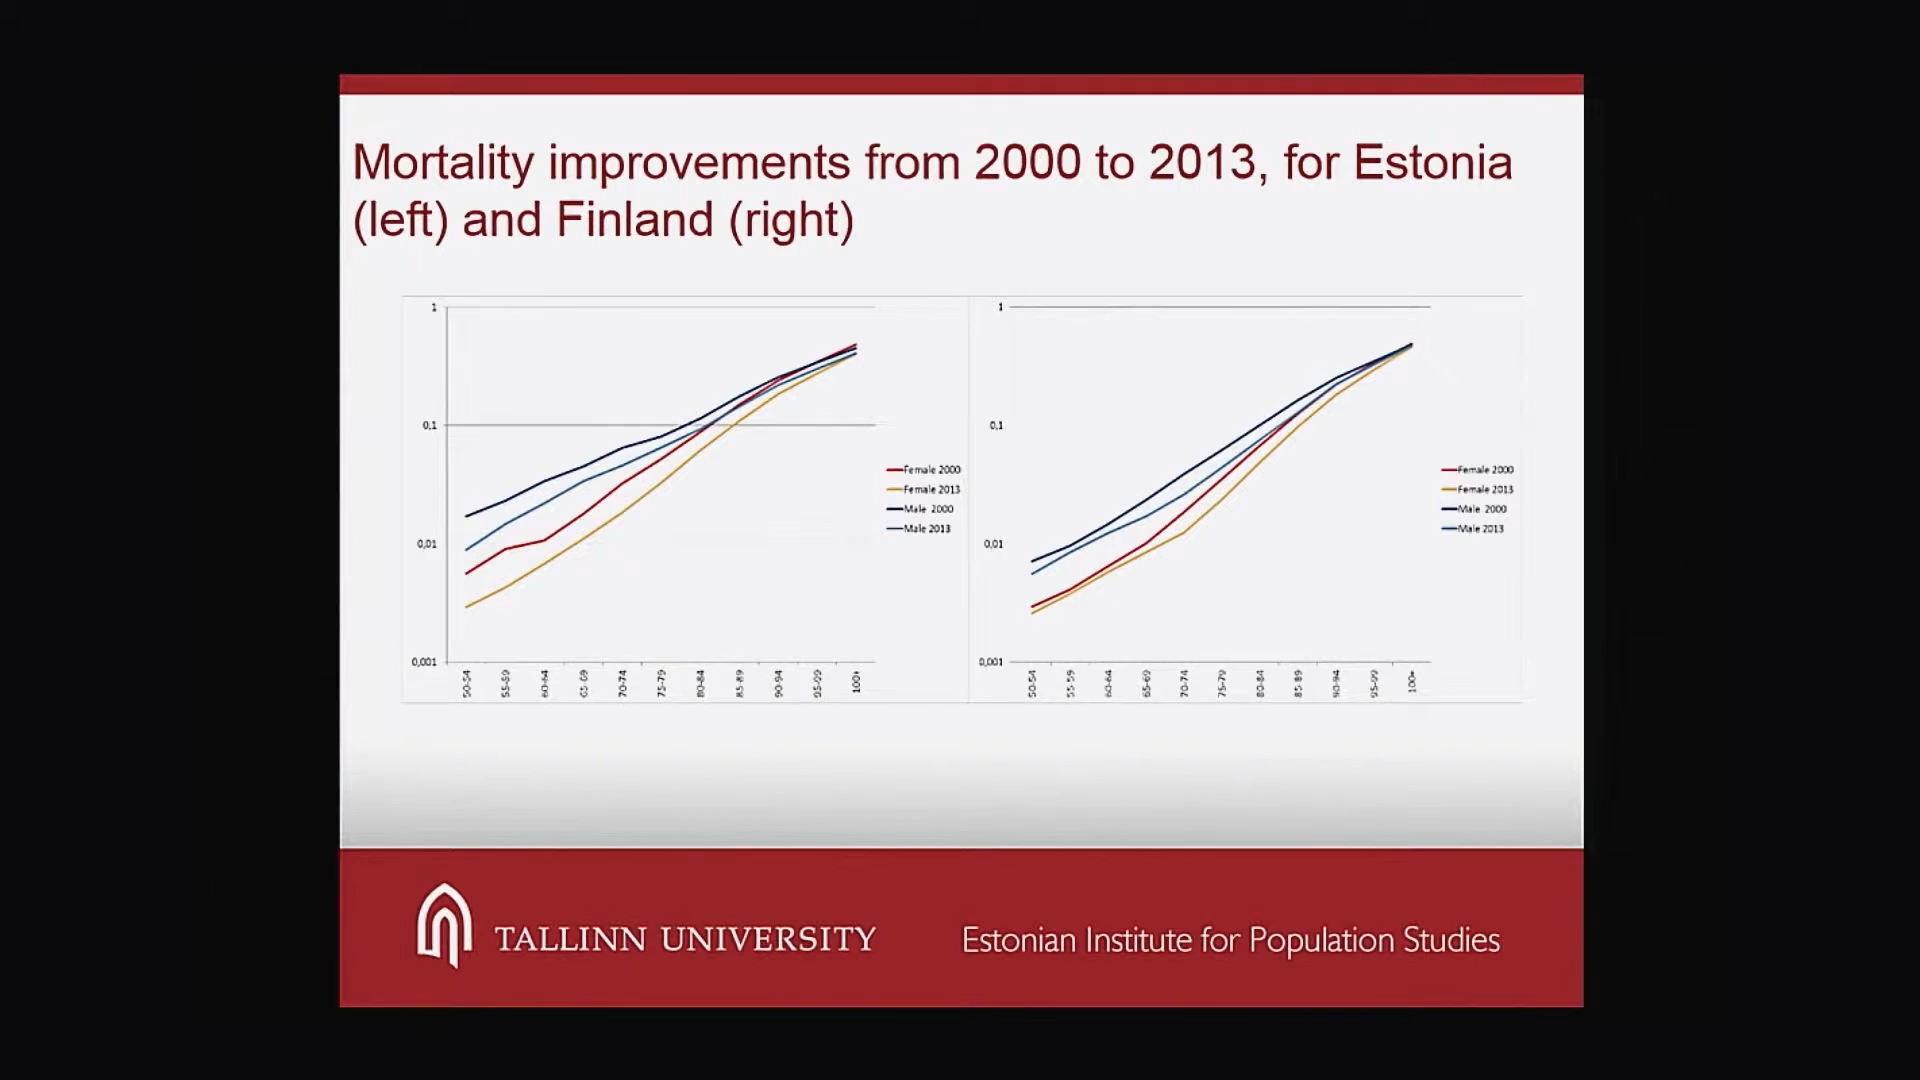 Mortality improvements from 2000 to 2013, for Estonia
(left) and Finland (right)
1
0,1
0,01
0,001
50-54
55-59
60-64
65-69
70-74
75-79
80-84
85-89
90-94
95-99
100+
Female 2000
Female 2013
Male 2000
Male 2013
1
0,1
0,01
0,001
50-54
55-59
60-64
65-69
70-74
75-79
80-84
85-89
90-94
95-99
100+
Female 2000
Female 2013
Male 2000
Male 2013
TALLINN UNIVERSITY
Estonian Institute for Population Studies